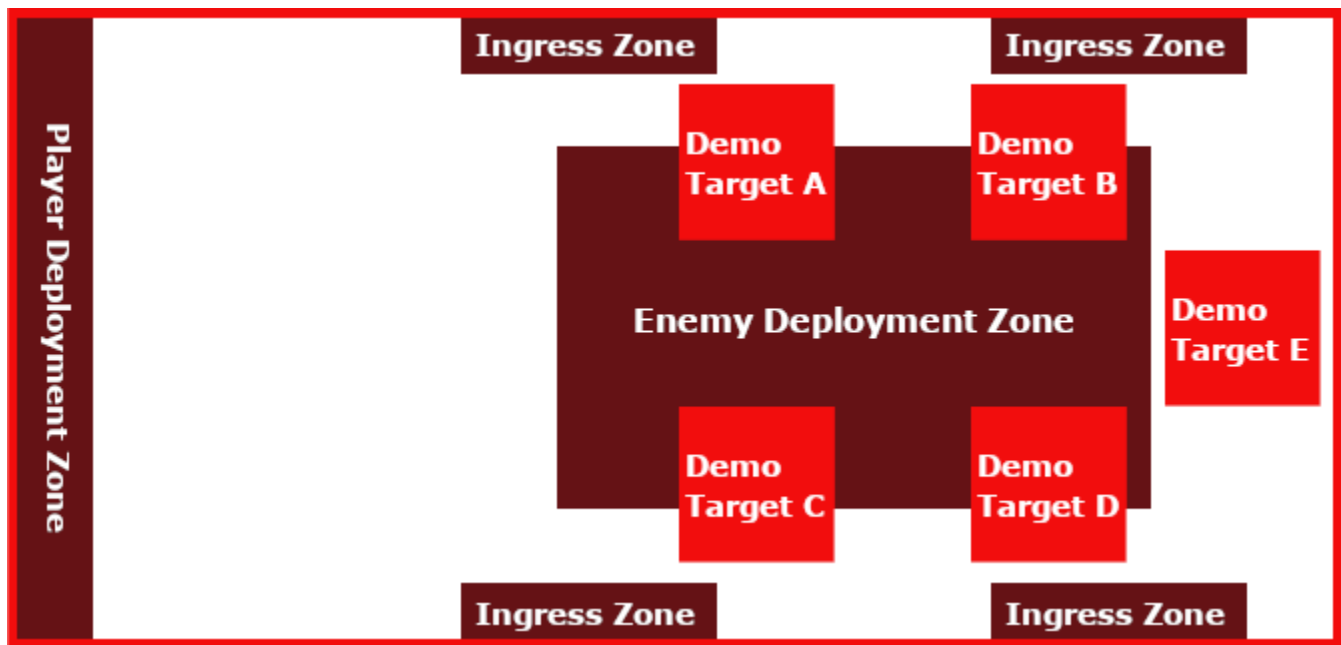 Ingress Zone
Ingress Zone
Player Deployment Zone
Demo
Target A
Demo
Target B
Enemy Deployment Zone
Demo
Target E
Demo
Target C
Demo
Target D
Ingress Zone
Ingress Zone